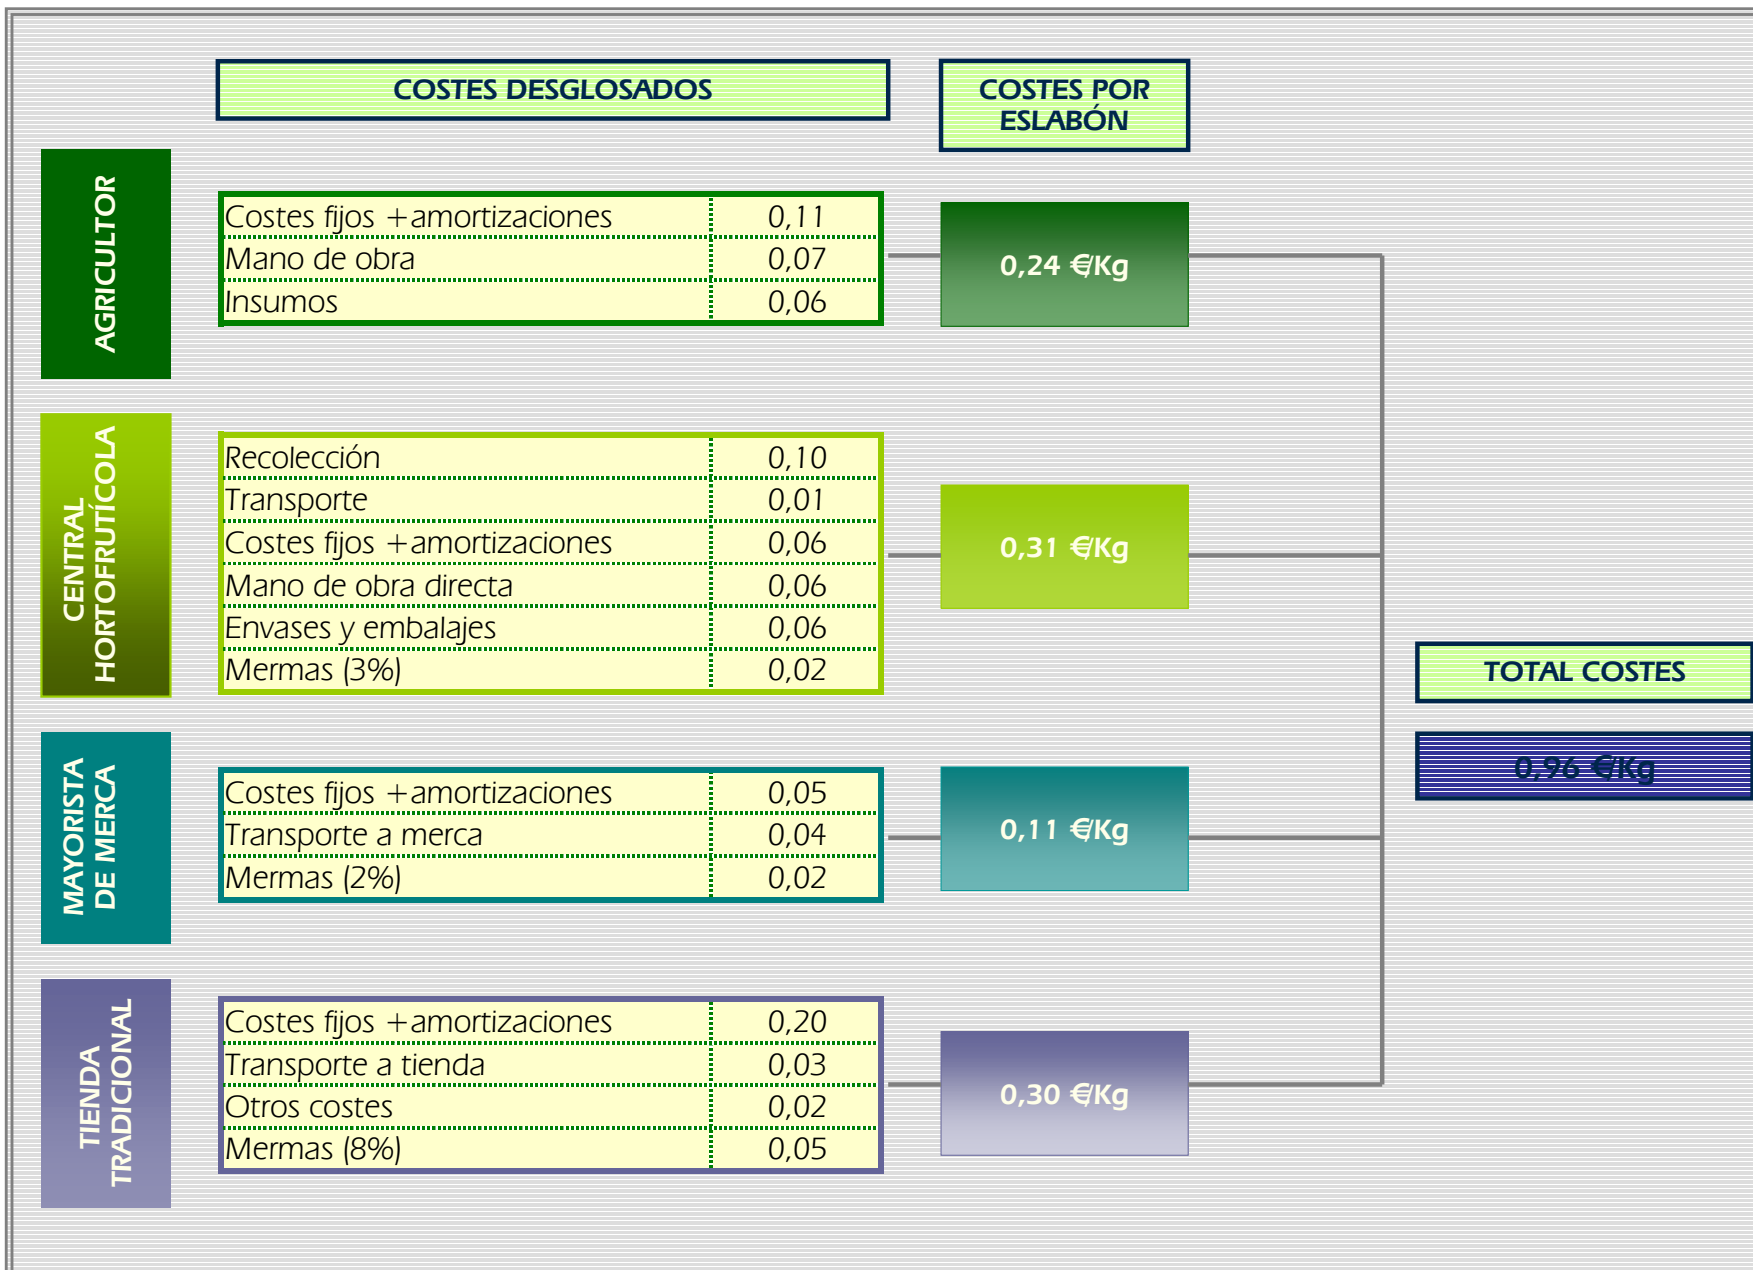 COSTES DESGLOSADOS
COSTES POR
ESLABÓN
AGRICULTOR
Costes fijos +amortizaciones 0,11
Mano de obra 0,07
Insumos 0,06
0,24 €/Kg
CENTRAL
HORTOFRUTÍCOLA
Recolección 0,10
Transporte 0,01
Costes fijos +amortizaciones 0,06
Mano de obra directa 0,06
Envases y embalajes 0,06
Mermas (3%) 0,02
0,31 €/Kg
TOTAL COSTES
0,96 €/Kg
MAYORISTA
DE MERCA
Costes fijos +amortizaciones 0,05
Transporte a merca 0,04
Mermas (2%) 0,02
0,11 €/Kg
TIENDA
TRADICIONAL
Costes fijos +amortizaciones 0,20
Transporte a tienda 0,03
Otros costes 0,02
Mermas (8%) 0,05
0,30 €/Kg